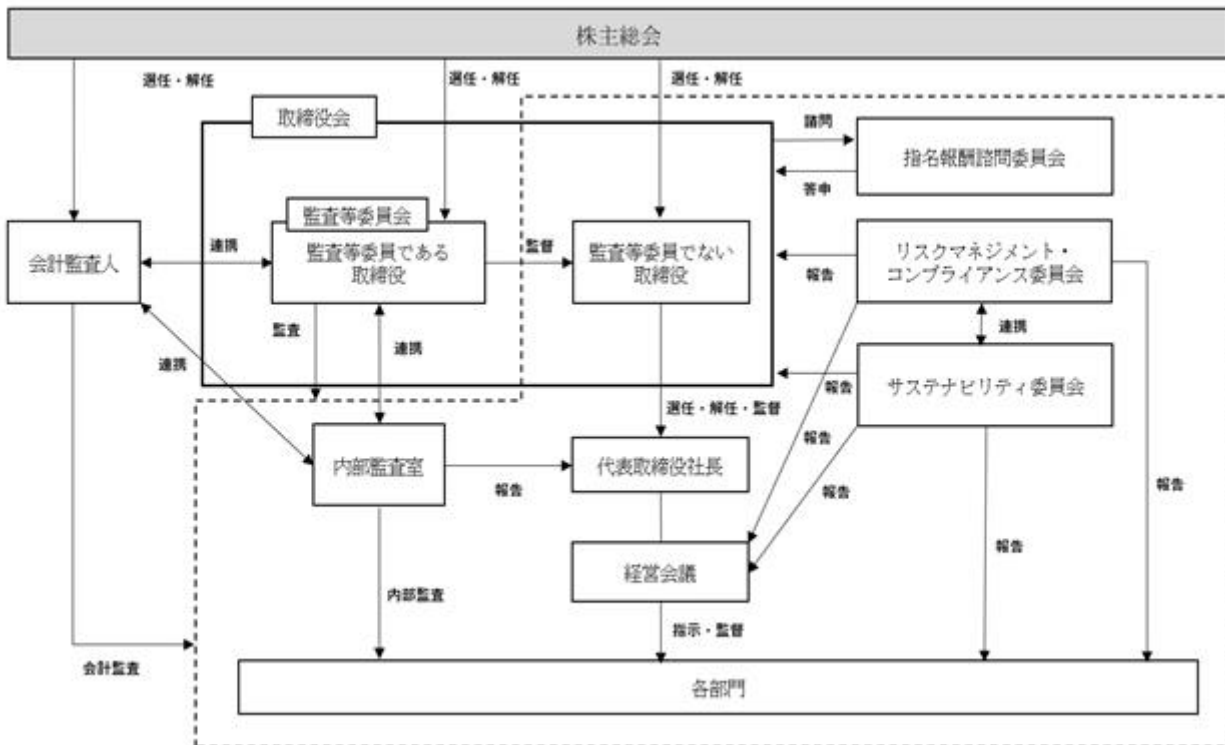 株主総会
選任・解任
選任・解任
選任・解任
取締役会
諮問
指名報酬諮問委員会
答申
監査等委員会
会計監査人
連携
監査等委員である
取締役
監督
監査等委員でない
取締役
報告
リスクマネジメント・
コンプライアンス委員会
監査
連携
連携
連携
報告
サステナビリティ委員会
選任・解任・監督
報告
内部監査室
報告
代表取締役社長
報告
報告
報告
経営会議
内部監査
指示・監督
会計監査
各部門